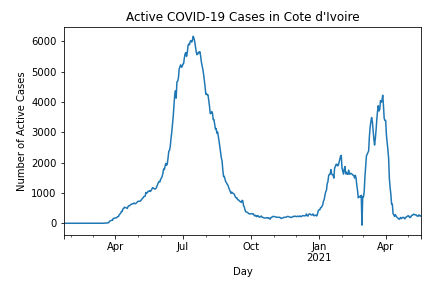 Active COVID-19 Cases in Cote d'Ivoire
Number of Active Cases
6000
5000
4000
3000
2000
1000
0
Apr
Jul
Oct
Jan
2021
Apr
Day